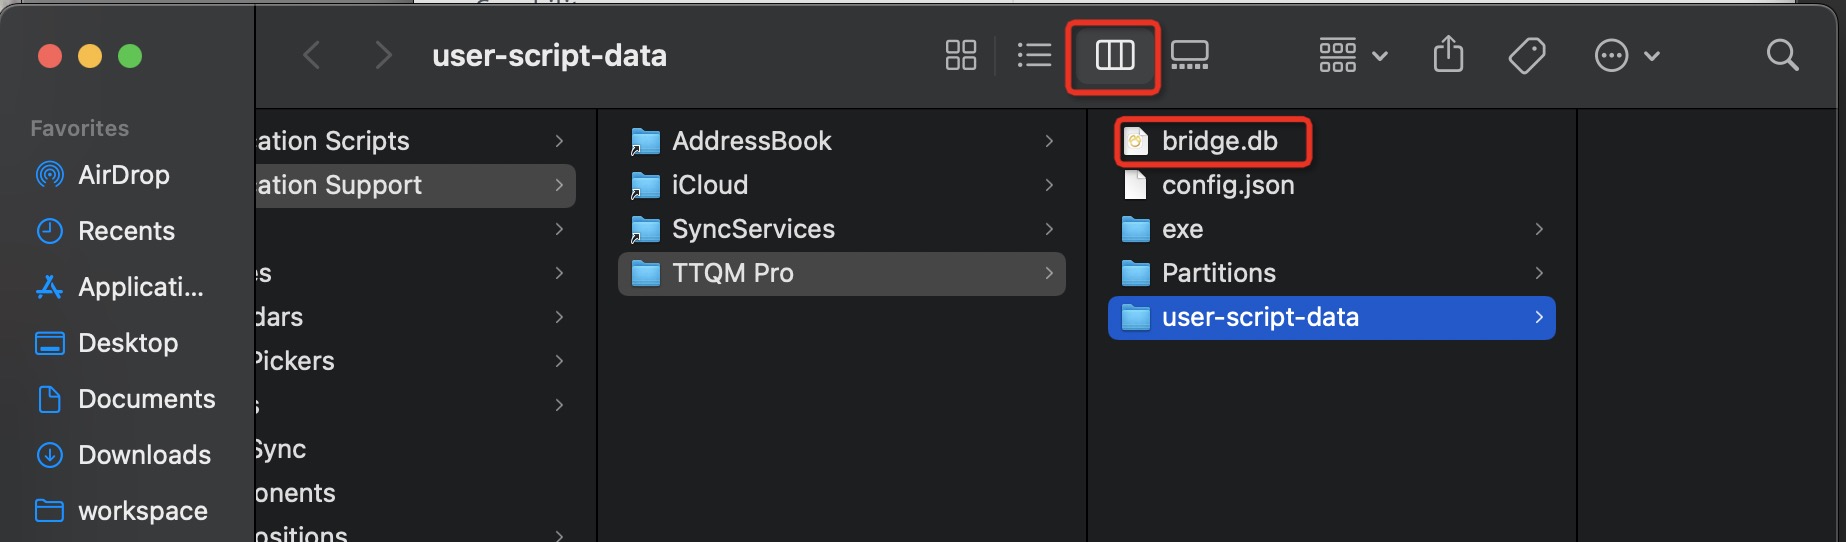 user-script-data
Favorites
AirDrop
Recents
Applicati...
Desktop
Documents
Downloads
workspace
ation Scripts
ation Support
es
dars
Pickers
s
Sync
onents
ositions
AddressBook
iCloud
SyncServices
TTQM Pro
bridge.db
config.json
exe
Partitions
user-script-data